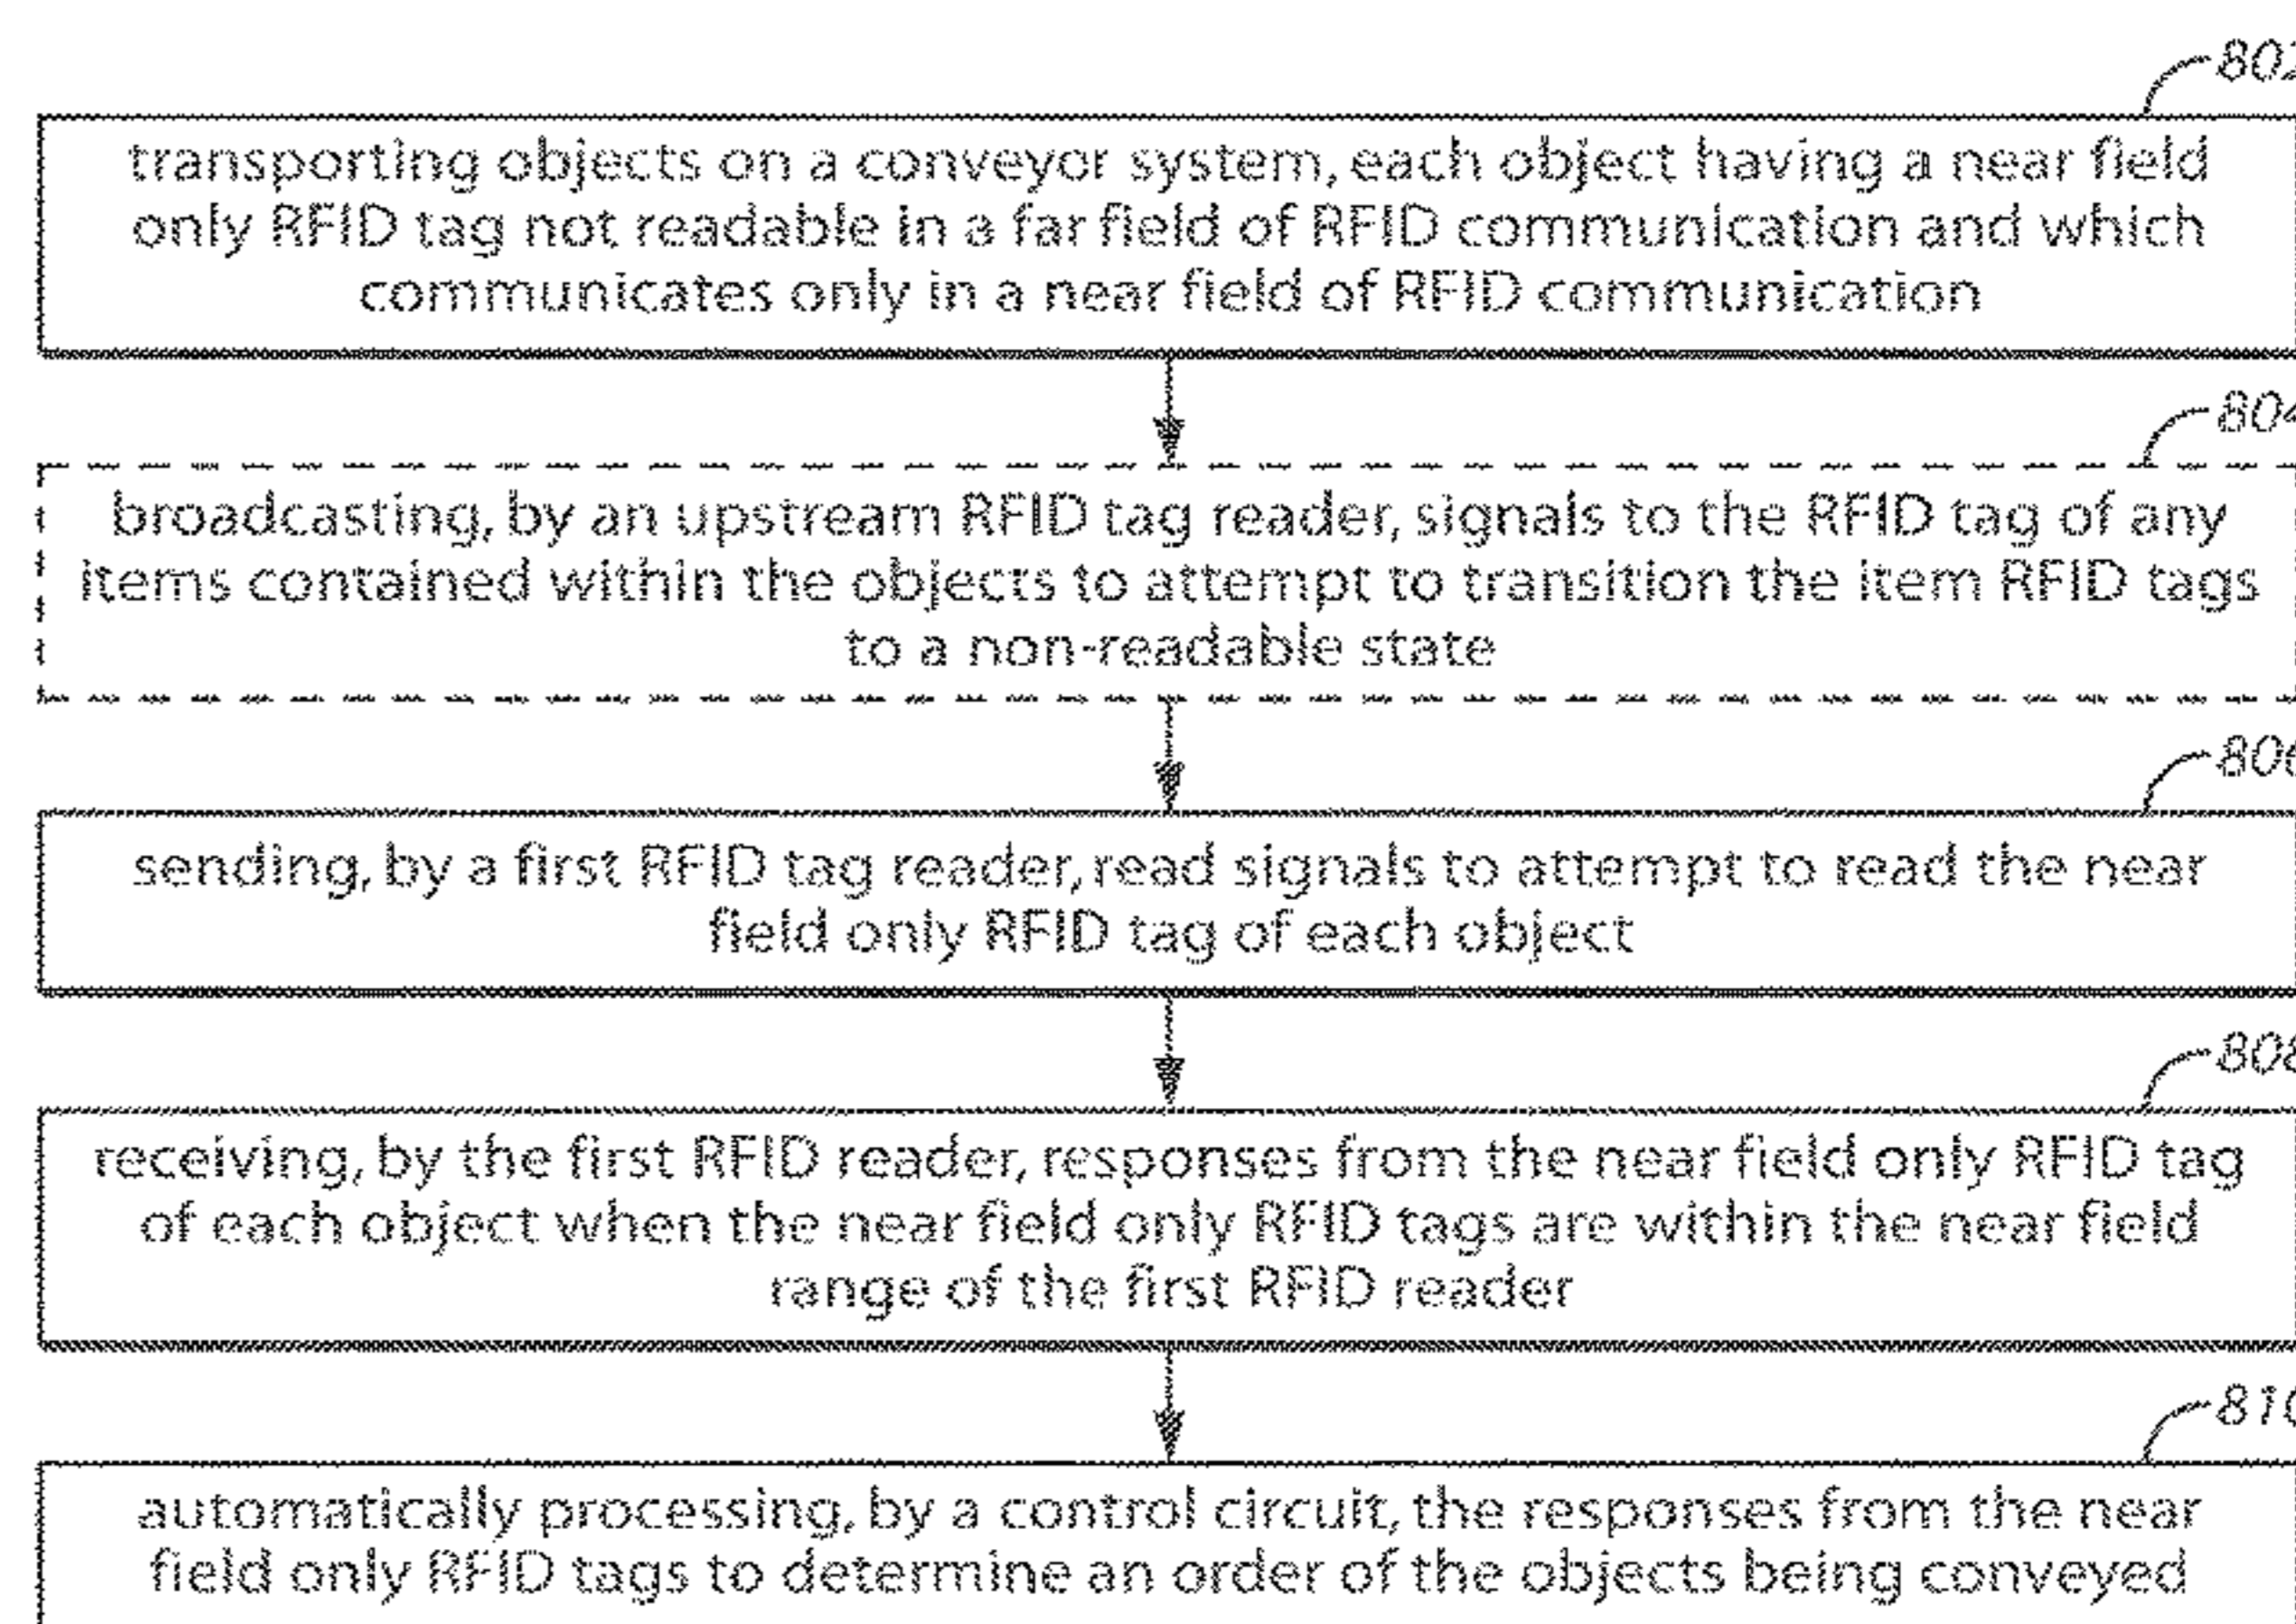 802
transporting objects on a conveyor system, each object having a near field
only RFID tag not readable in a far field of RFID communication and which
communicates only in a near field of RFID communication
804
broadcasting, by an upstream RFID tag reader, signals to the RFID tag of any
items contained within the objects to attempt to transition the item RFID tags
to a non-readable state
806
sending, by a first RFID tag reader, read signals to attempt to read the near
field only RFID tag of each object
808
receiving, by the first RFID reader, responses from the near field only RFID tag
of each object when the near field only RFID tags are within the near field
range of the first RFID reader
810
automatically processing, by a control circuit, the responses from the near
field only RFID tags to determine an order of the objects being conveyed